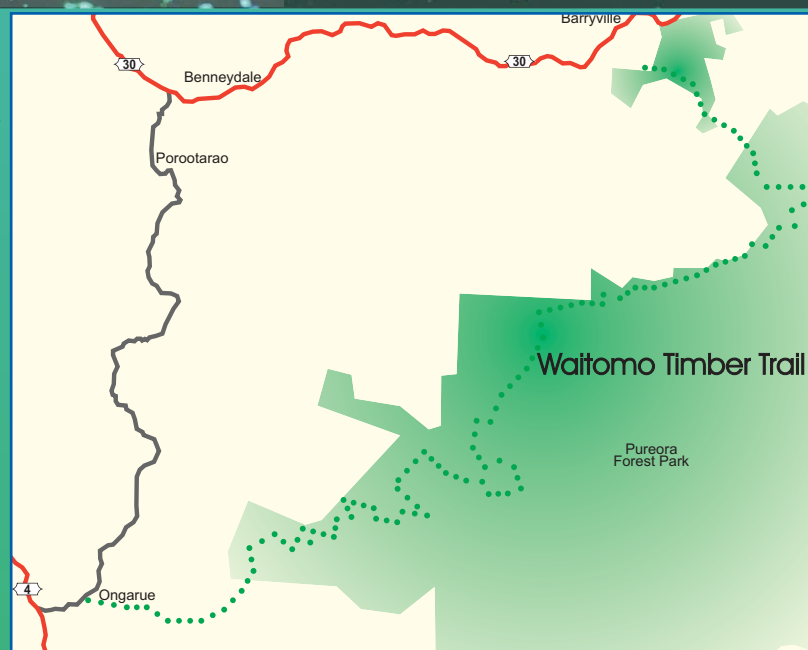 Barryville
30
30
Benneydale
Porootarao
Waitomo Timber Trail
Pureora
Forest Park
4
Ongarue